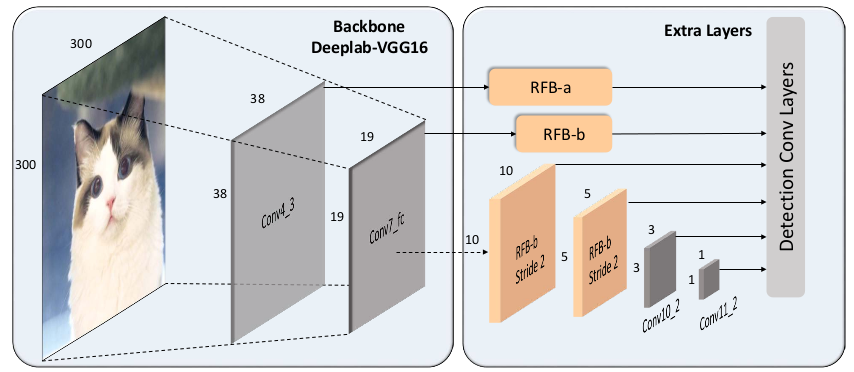 Backbone
Deeplab-VGG16
300
300
38
38
Conv4_3
19
19
Conv7_fc
Extra Layers
RFB-a
RFB-b
10
10
RFB-b
Stride 2
5
5
RFB-b
Stride 2
3
3
Conv10_2
1
1
Conv11_2
Detection Conv Layers